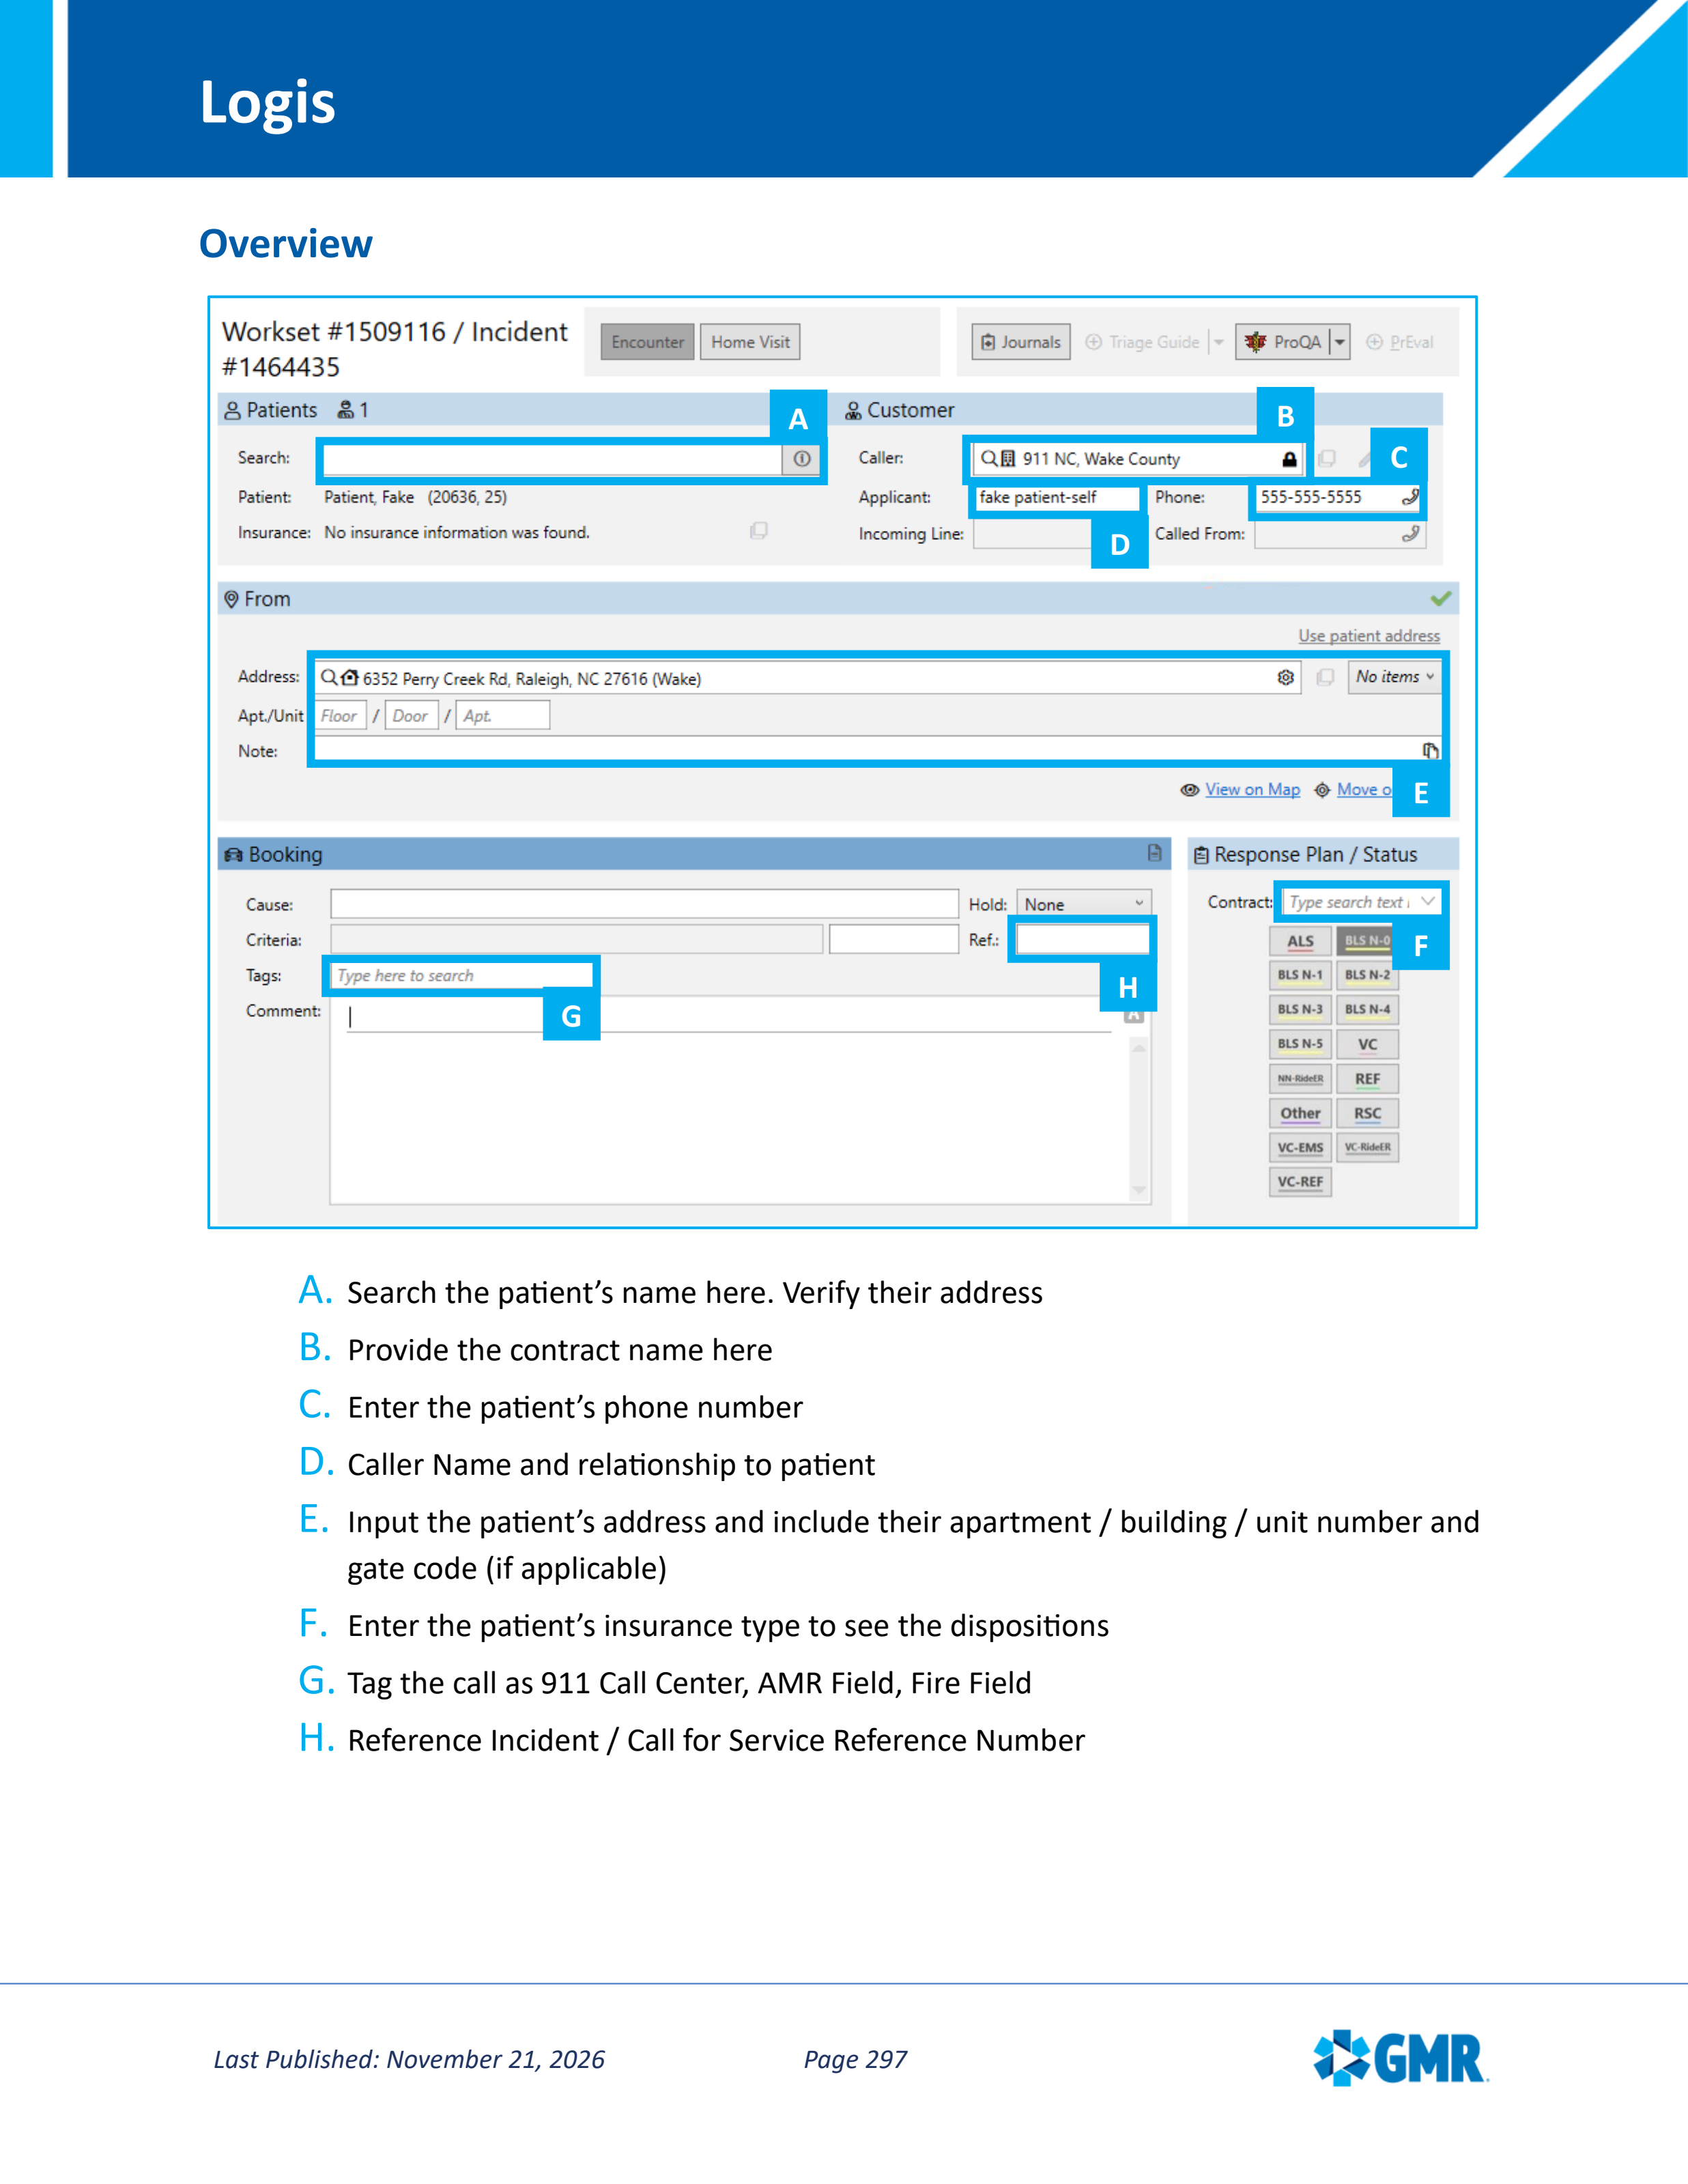 Logis
Overview
Workset #1509116 / Incident
#1464435
Encounter
Home Visit
Journals
Triage Guide
ProQA
PrEval
Patients 1
A
Customer
B
Search:
Caller:
911 NC, Wake County
C
Patient: Patient, Fake (20636, 25)
Applicant:
fake patient-self
Phone:
555-555-5555
Insurance: No insurance information was found.
Incoming Line:
D
Called From:
From
Use patient address
Address: 6352 Perry Creek Rd, Raleigh, NC 27616 (Wake)
No items
Apt./Unit Floor / Door / Apt.
Note:
View on Map
Move o
E
Booking
Response Plan / Status
Cause:
Hold: None
Contract: Type search text
Criteria:
Ref.:
F
Tags: Type here to search
H
Comment:
G
A
ALS BLS N-0
BLS N-1 BLS N-2
BLS N-3 BLS N-4
BLS N-5 VC
NN-RideER REF
Other RSC
VC-EMS VC-RideER
VC-REF
A. Search the patient’s name here. Verify their address
B. Provide the contract name here
C. Enter the patient’s phone number
D. Caller Name and relationship to patient
E. Input the patient’s address and include their apartment / building / unit number and
gate code (if applicable)
F. Enter the patient’s insurance type to see the dispositions
G. Tag the call as 911 Call Center, AMR Field, Fire Field
H. Reference Incident / Call for Service Reference Number
Last Published: November 21, 2026
Page 297
GMR